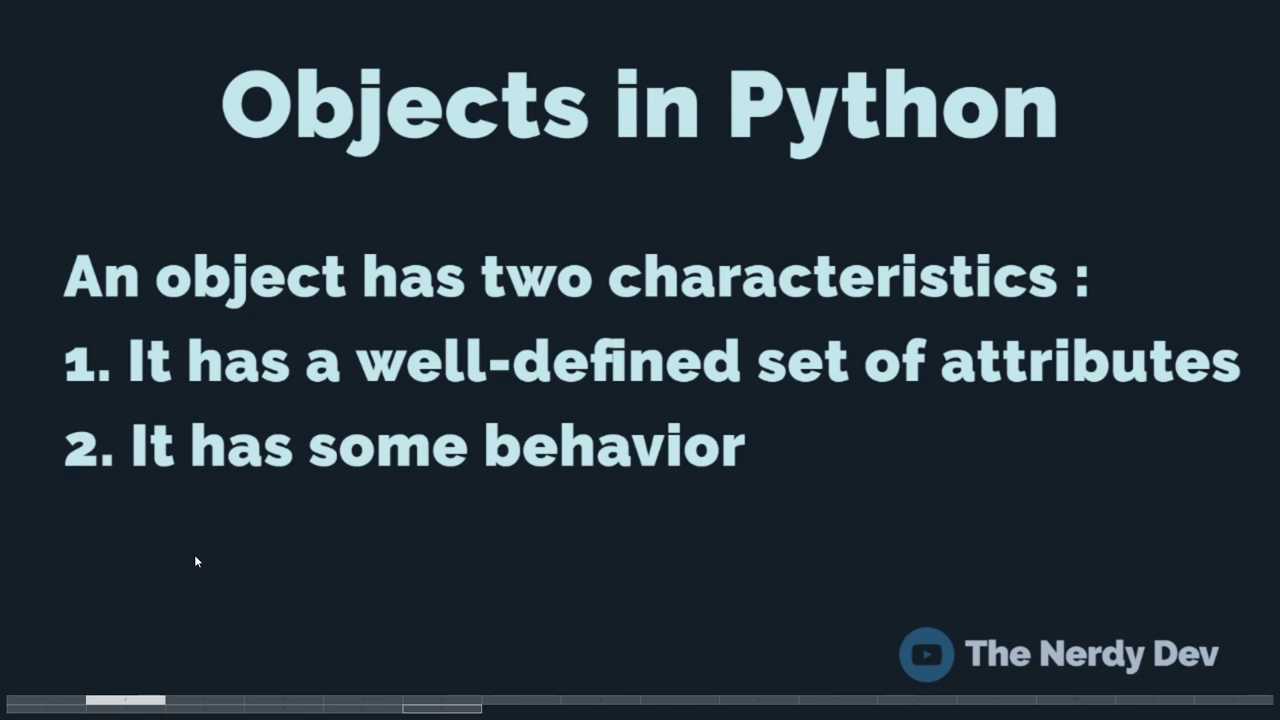 Objects in Python
An object has two characteristics :
1. It has a well-defined set of attributes
2. It has some behavior
The Nerdy Dev